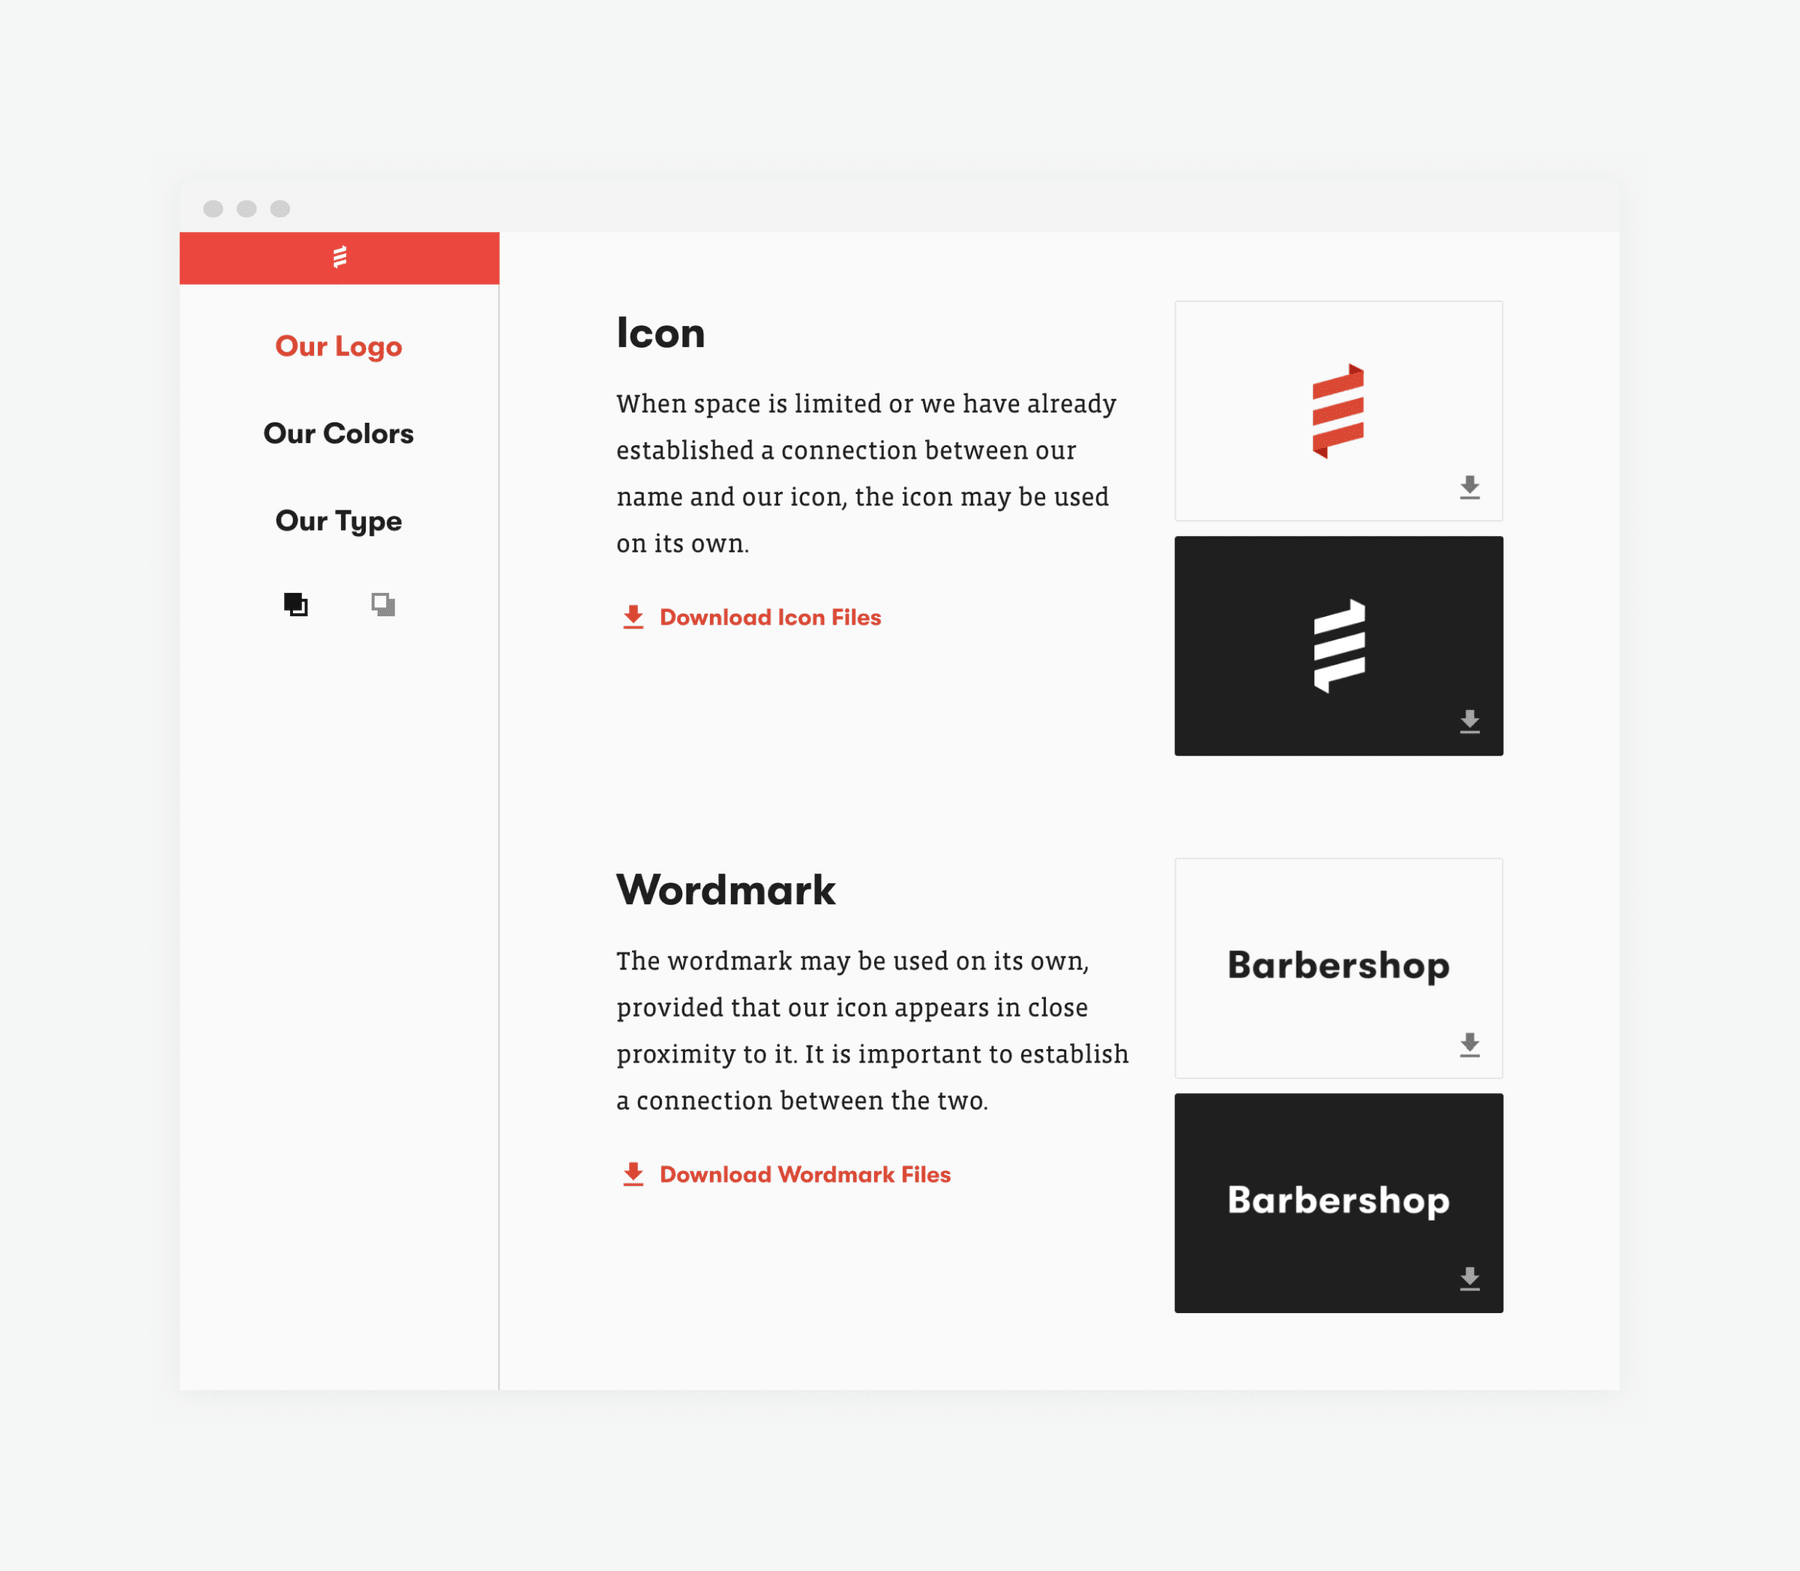 Our Logo
Our Colors
Our Type
Icon
When space is limited or we have already
established a connection between our
name and our icon, the icon may be used
on its own.
Download Icon Files
Wordmark
The wordmark may be used on its own,
provided that our icon appears in close
proximity to it. It is important to establish
a connection between the two.
Download Wordmark Files
Barbershop
Barbershop